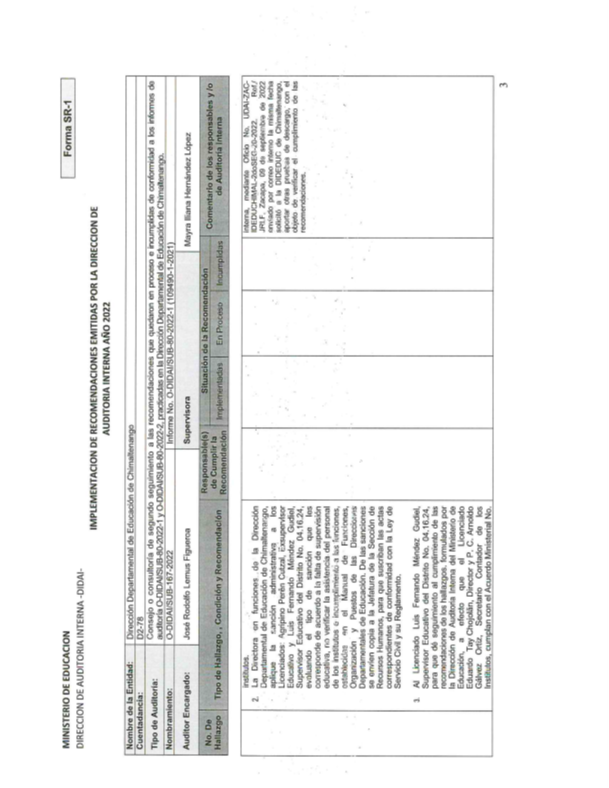 MINISTERIO DE EDUCACION
DIRECCION DE AUDITORIA INTERNA -DIDAI-
Forma SR-1
IMPLEMENTACION DE RECOMENDACIONES EMITIDAS POR LA DIRECCION DE
AUDITORIA INTERNA AÑO 2022
Nombre de la Entidad: Dirección Departamental de Educación de Chimaltenango
Cuentadancia: D2-78
Tipo de Auditoría: Consejo o consultoría de segundo seguimiento a las recomendaciones que quedaron en proceso e incumplidas de conformidad a los informes de
auditoría O-DIDAI/SUB-80-2022-1 y O-DIDAI/SUB-80-2022-2, practicadas en la Dirección Departamental de Educación de Chimaltenango.
Nombramiento: O-DIDAI/SUB-167-2022 Informe No. O-DIDAI/SUB-80-2022-1 (109490-1-2021)
Auditor Encargado: José Rodolfo Lemus Figueroa Supervisora Mayra Iliana Hernández López
No. De
Hallazgo
Tipo de Hallazgo, , Condición y Recomendación
Responsable(s)
de Cumplir la
Recomendación
Situación de la Recomendación
Implementadas En Proceso Incumplidas
Comentario de los responsables y/o
de Auditoría Interna
institutos.
2. La Directora en funciones de la Dirección
Departamental de Educación de Chimaltenango,
aplique la sanción administrativa a los
Licenciados: Agripino Perén Cutzal, Exsupervisor
Educativo y Luis Fernando Méndez Gudiel,
Supervisor Educativo del Distrito No. 04.16.24,
evaluando el tipo de sanción que les
corresponde de acuerdo a la falta de supervisión
educativa, no verificar la asistencia del personal
de los institutos o incumplimiento a las funciones,
establecidas en el Manual de Funciones,
Organización y Puestos de las Direcciones
Departamentales de Educación. De las sanciones
se envíen copia a la Jefatura de la Sección de
Recursos Humanos, para que suscriban las actas
correspondientes de conformidad con la Ley de
Servicio Civil y su Reglamento.
1. Al Licenciado Luis Fernando Méndez Gudiel,
Supervisor Educativo del Distrito No. 04.16.24,
para que de seguimiento al cumplimiento de las
recomendaciones de los hallazgos, formulados por
la Dirección de Auditoría Interna del Ministerio de
Educación, a efecto que el Licenciado
Eduardo Tay Chojolán, Director y P. C. Arnoldo
Gálvez Ortiz, Secretario Contador de los
Institutos, cumplan con el Acuerdo Ministerial No.
interna, mediante Oficio No. UDAI-ZAC-
Ref./
JRLF, Zacapa, 09 de septiembre de 2022
enviado por correo interno la misma fecha
solicitó a la DIDEDUC de Chimaltenango,
aportar otras pruebas de descargo, con el
objeto de verificar el cumplimiento de las
recomendaciones.
3